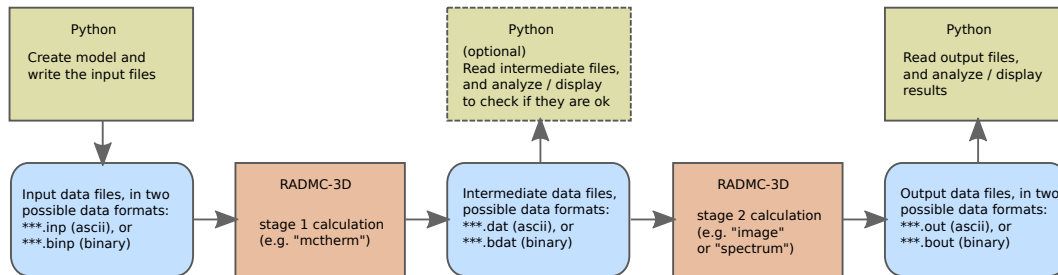 Python
Create model and
write the input files
Python
(optional)
Read intermediate files,
and analyze / display
to check if they are ok
Python
Read output files,
and analyze / display
results
Input data files, in two
possible data formats:
***.inp (ascii), or
***.binp (binary)
RADMC-3D
stage 1 calculation
(e.g. "mctherm")
Intermediate data files,
possible data formats:
***.dat (ascii), or
***.bdat (binary)
RADMC-3D
stage 2 calculation
(e.g. "image"
or "spectrum")
Output data files, in two
possible data formats:
***.out (ascii), or
***.bout (binary)